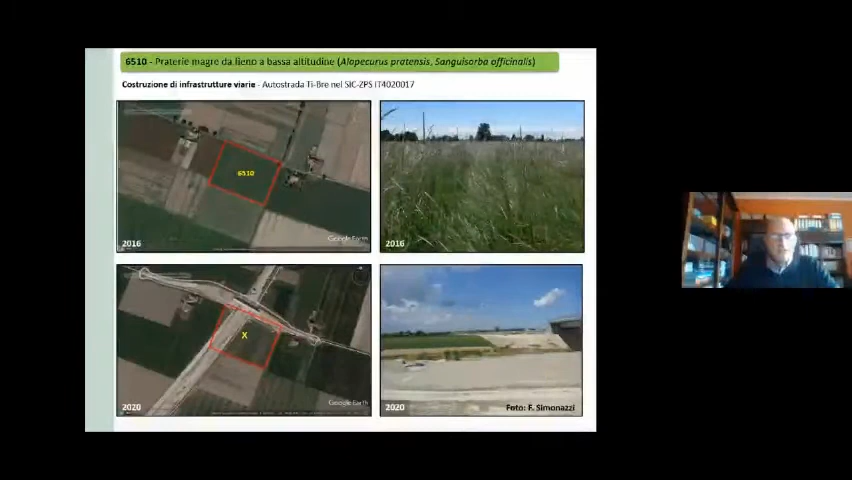 6510 - Praterie magre da fieno a bassa altitudine (Alopecurus pratensis, Sanguisorba officinalis)
Costruzione di infrastrutture viarie - Autostrada Ti-Bre nel SIC-ZPS IT4020017
6510
Google Earth
2016
2016
X
Google Earth
2020
2020
Foto: F. Simonazzi